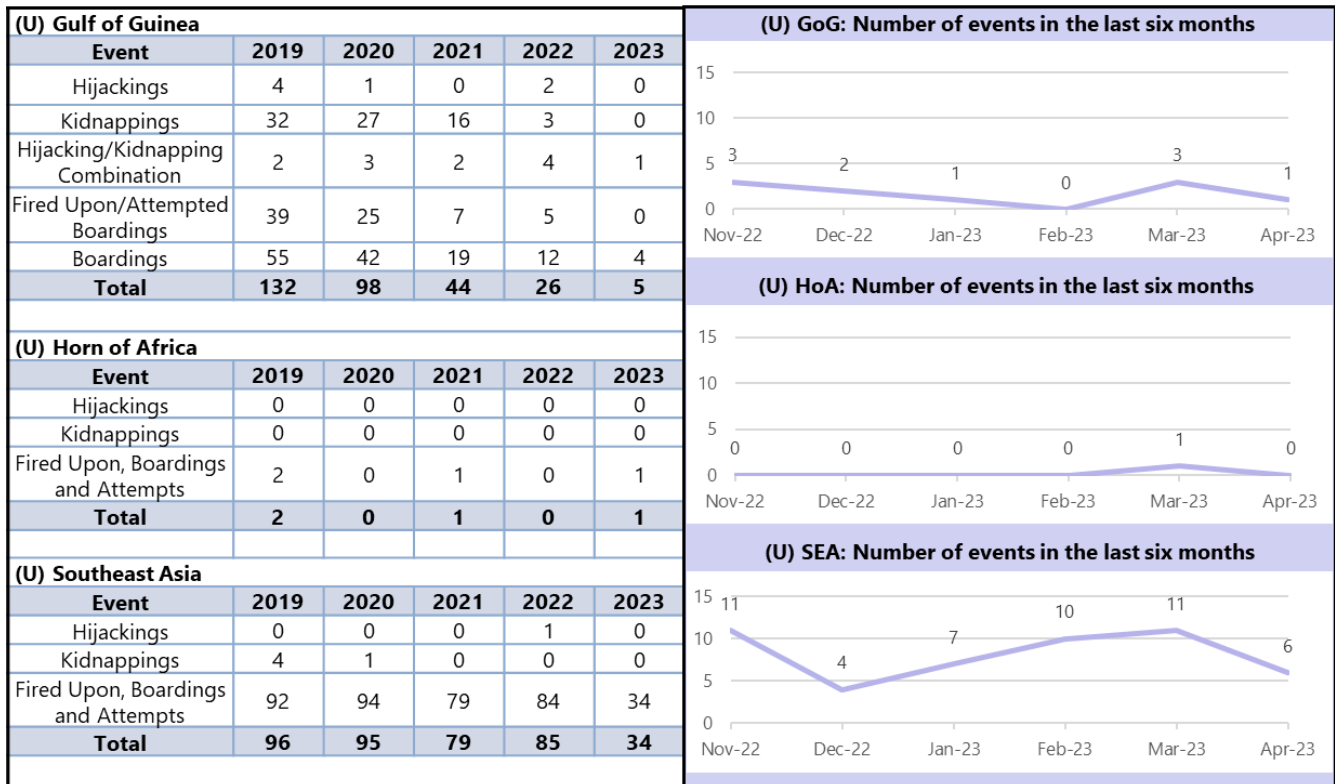 (U) Gulf of Guinea
Event 2019 2020 2021 2022 2023
Hijackings 4 1 0 2 0
Kidnappings 32 27 16 3 0
Hijacking/Kidnapping
Combination 2 3 2 4 1
Fired Upon/Attempted
Boardings 39 25 7 5 0
Boardings 55 42 19 12 4
Total 132 98 44 26 5
(U) Horn of Africa
Event 2019 2020 2021 2022 2023
Hijackings 0 0 0 0 0
Kidnappings 0 0 0 0 0
Fired Upon, Boardings
and Attempts 2 0 1 0 1
Total 2 0 1 0 1
(U) Southeast Asia
Event 2019 2020 2021 2022 2023
Hijackings 0 0 0 1 0
Kidnappings 4 1 0 0 0
Fired Upon, Boardings
and Attempts 92 94 79 84 34
Total 96 95 79 85 34
(U) GoG: Number of events in the last six months
15
10
5
0
3 2 1 0 3 1
Nov-22 Dec-22 Jan-23 Feb-23 Mar-23 Apr-23
(U) HoA: Number of events in the last six months
15
10
5
0
0 0 0 0 1 0
Nov-22 Dec-22 Jan-23 Feb-23 Mar-23 Apr-23
(U) SEA: Number of events in the last six months
15
10
5
0
11 4 7 10 11 6
Nov-22 Dec-22 Jan-23 Feb-23 Mar-23 Apr-23